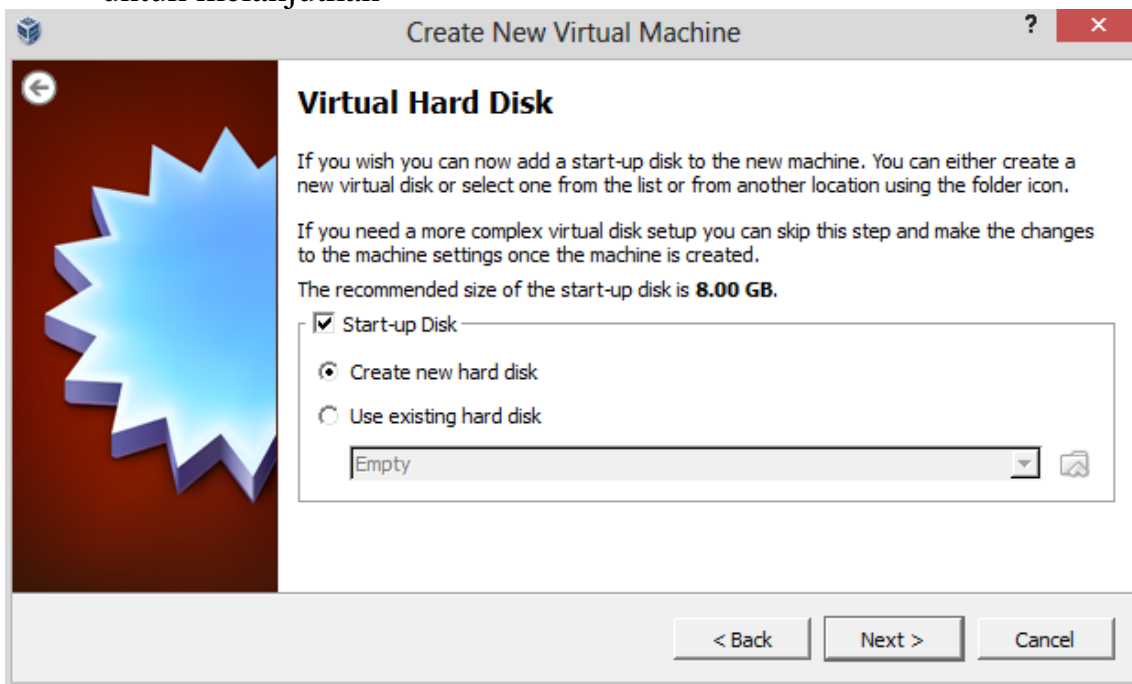 untuk melanjutkan
Create New Virtual Machine
?
×
Virtual Hard Disk
If you wish you can now add a start-up disk to the new machine. You can either create a
new virtual disk or select one from the list or from another location using the folder icon.
If you need a more complex virtual disk setup you can skip this step and make the changes
to the machine settings once the machine is created.
The recommended size of the start-up disk is 8.00 GB.
Start-up Disk
Create new hard disk
Use existing hard disk
Empty
< Back
Next >
Cancel